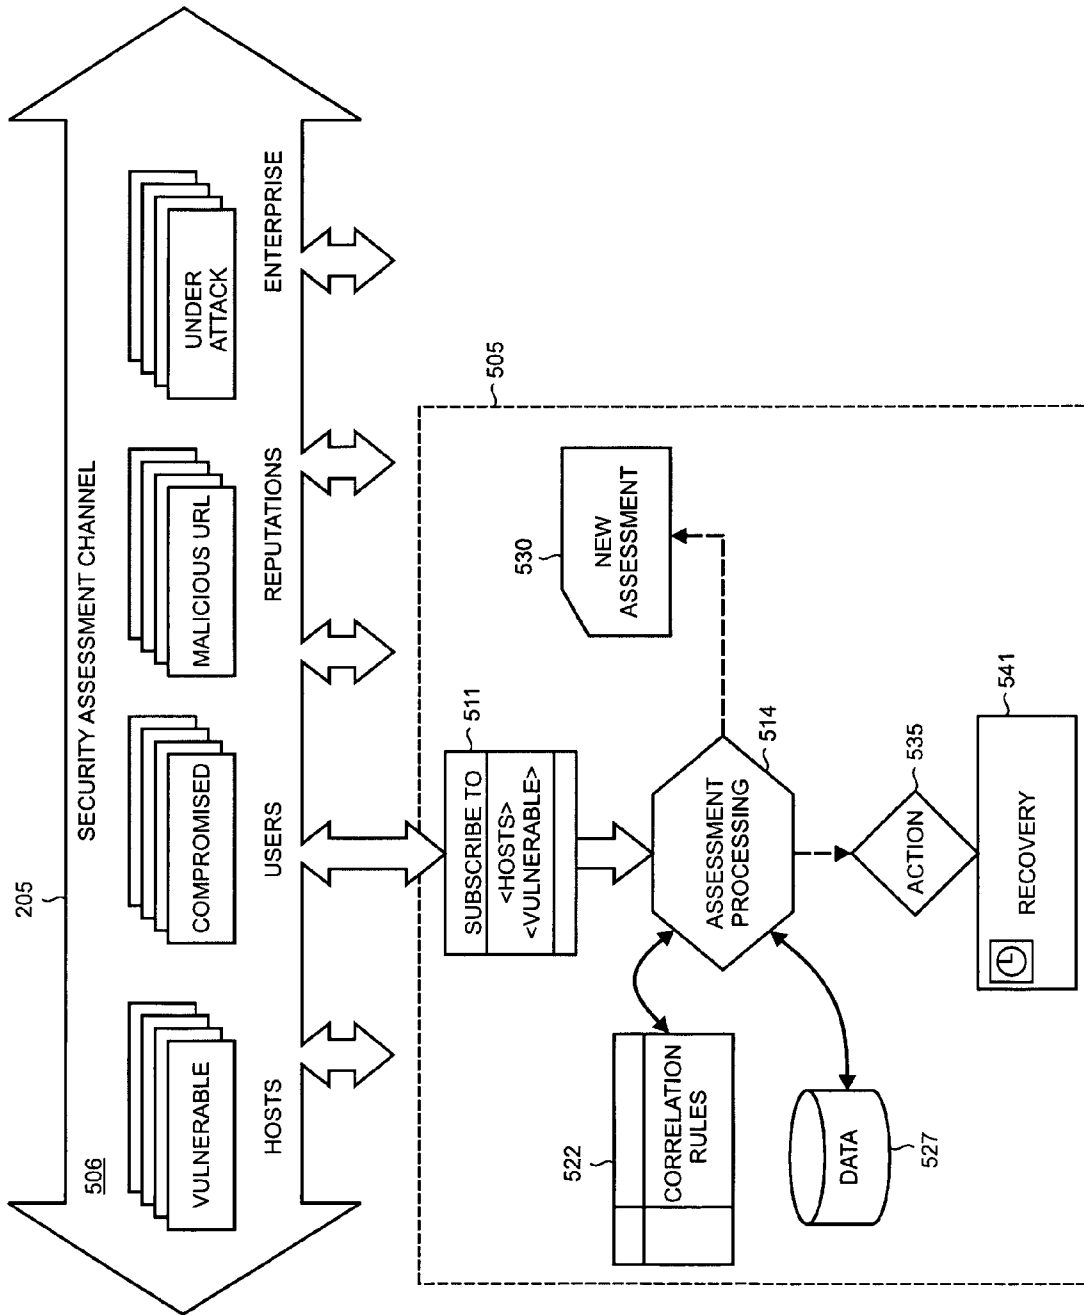 SECURITY ASSESSMENT CHANNEL
205
506
VULNERABLE
COMPROMISED
MALICIOUS URL
UNDER
ATTACK
HOSTS
USERS
REPUTATIONS
ENTERPRISE
505
SUBSCRIBE TO
<HOSTS>
<VULNERABLE>
511
530
NEW
ASSESSMENT
522
CORRELATION
RULES
ASSESSMENT
PROCESSING
514
DATA
527
ACTION
535
RECOVERY
541